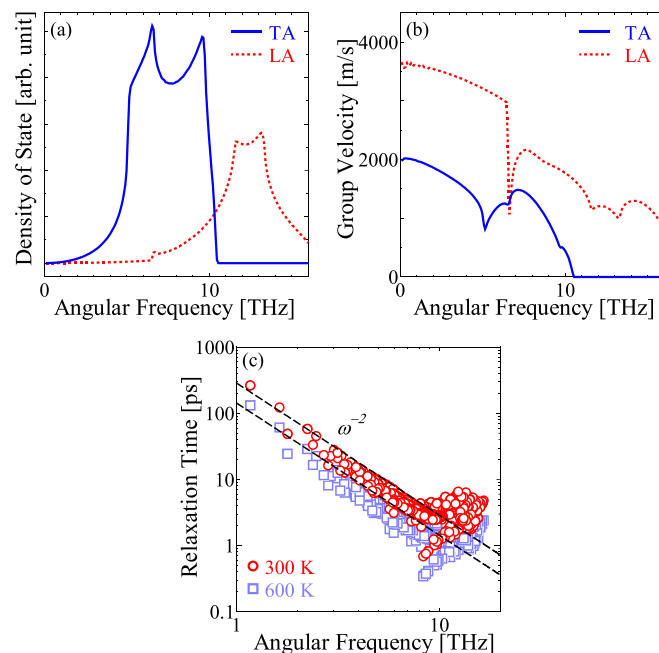 (a)
TA
LA
Density of State [arb. unit]
0
10
Angular Frequency [THz]
(b)
TA
LA
4000
2000
0
Group Velocity [m/s]
0
10
Angular Frequency [THz]
(c)
1000
100
10
1
0.1
Relaxation Time [ps]
ω⁻²
300 K
600 K
1
10
Angular Frequency [THz]